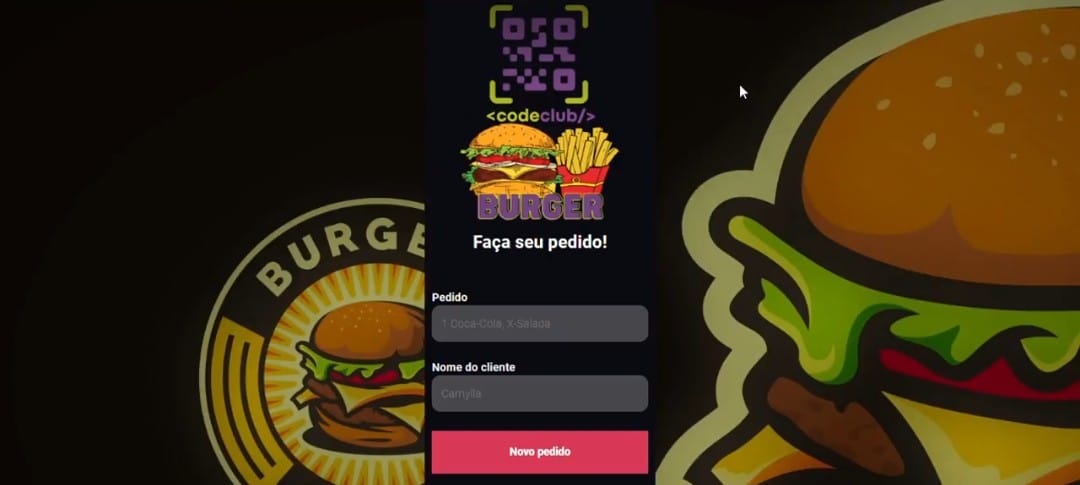 <codeclub/>
BURGER
Faça seu pedido!
BURGE
Pedido
1 Coca-Cola, X-Salada
Nome do cliente
Camylla
Novo pedido